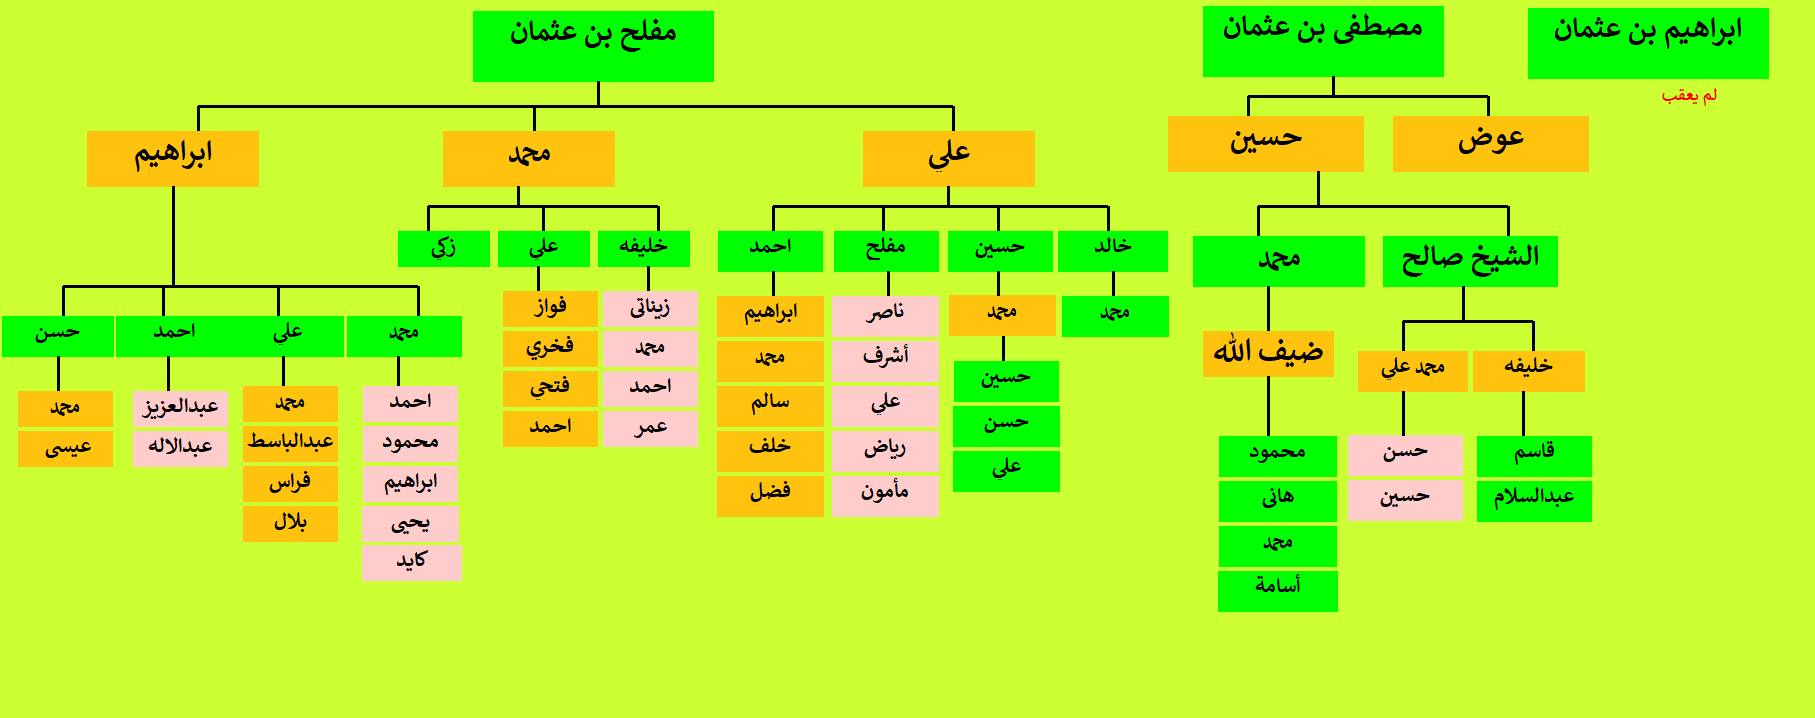 ابراهيم بن عثمان
لم يعقب
مصطفى بن عثمان
عوض
حسين
الشيخ صالح
محمد
خليفه
محمد علي
ضيف الله
قاسم
عبدالسلام
حسن
حسين
محمود
هانى
محمد
أسامة
مفلح بن عثمان
علي
محمد
ابراهيم
خالد
حسين
مفلح
احمد
محمد
محمد
حسين
حسن
علي
ناصر
أشرف
علي
رياض
مأمون
ابراهيم
محمد
سالم
خلف
فضل
خليفه
علي
زكي
زيناتى
محمد
احمد
عمر
فواز
فخري
فتحي
احمد
محمد
علي
احمد
حسن
احمد
محمود
ابراهيم
يحيى
كايد
محمد
عبدالباسط
فراس
بلال
عبدالعزيز
عبدالاله
محمد
عيسى